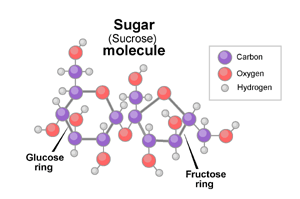 Sugar
(Sucrose)
molecule
Carbon
Oxygen
Hydrogen
Glucose
ring
Fructose
ring